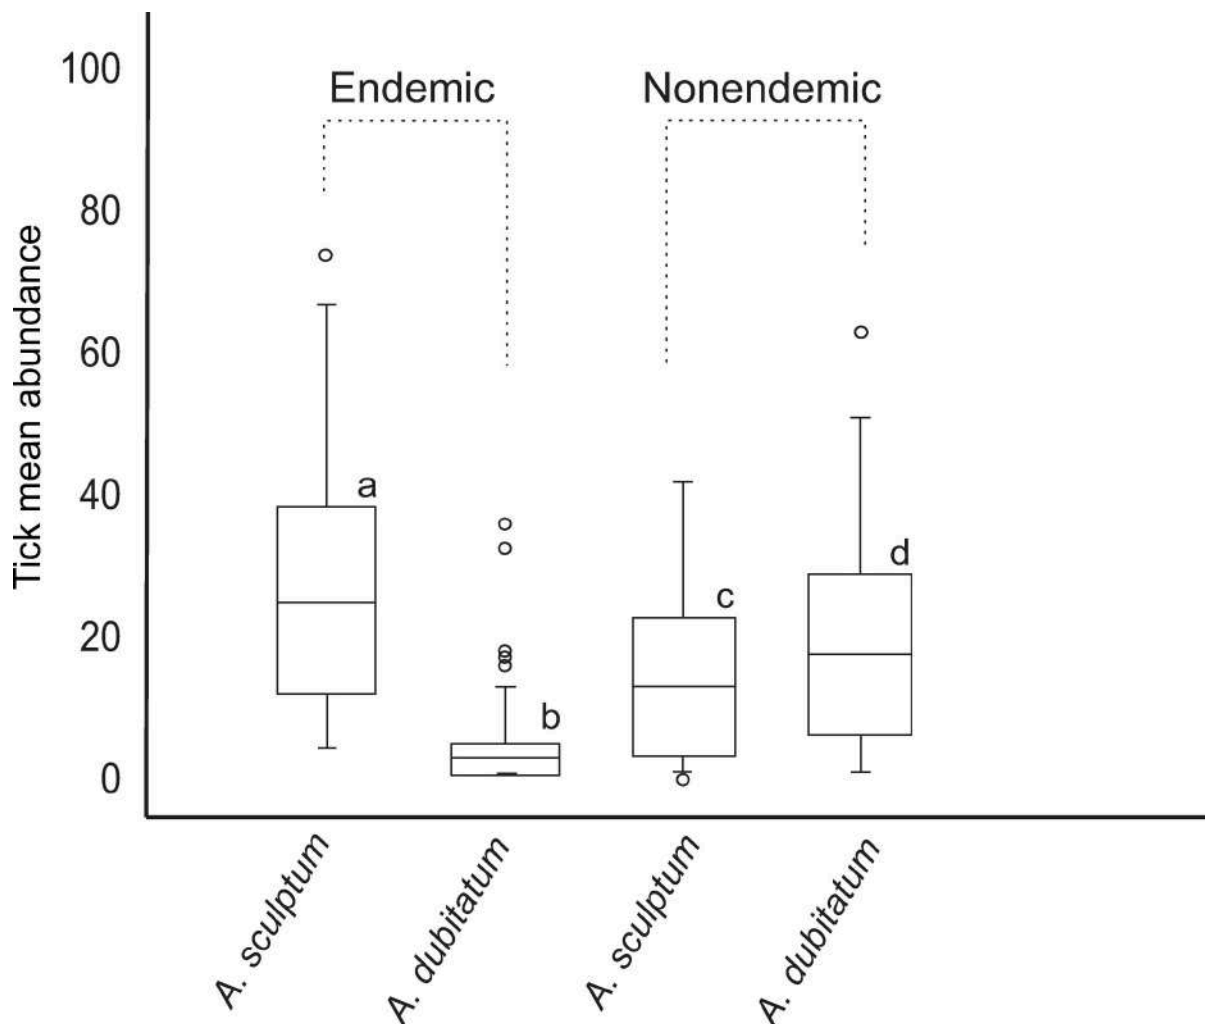 100
Endemic Nonendemic
80
60
a
40
d
c
20
b
0
Tick mean abundance
A. sculptum
A. dubitatum
A. sculptum
A. dubitatum